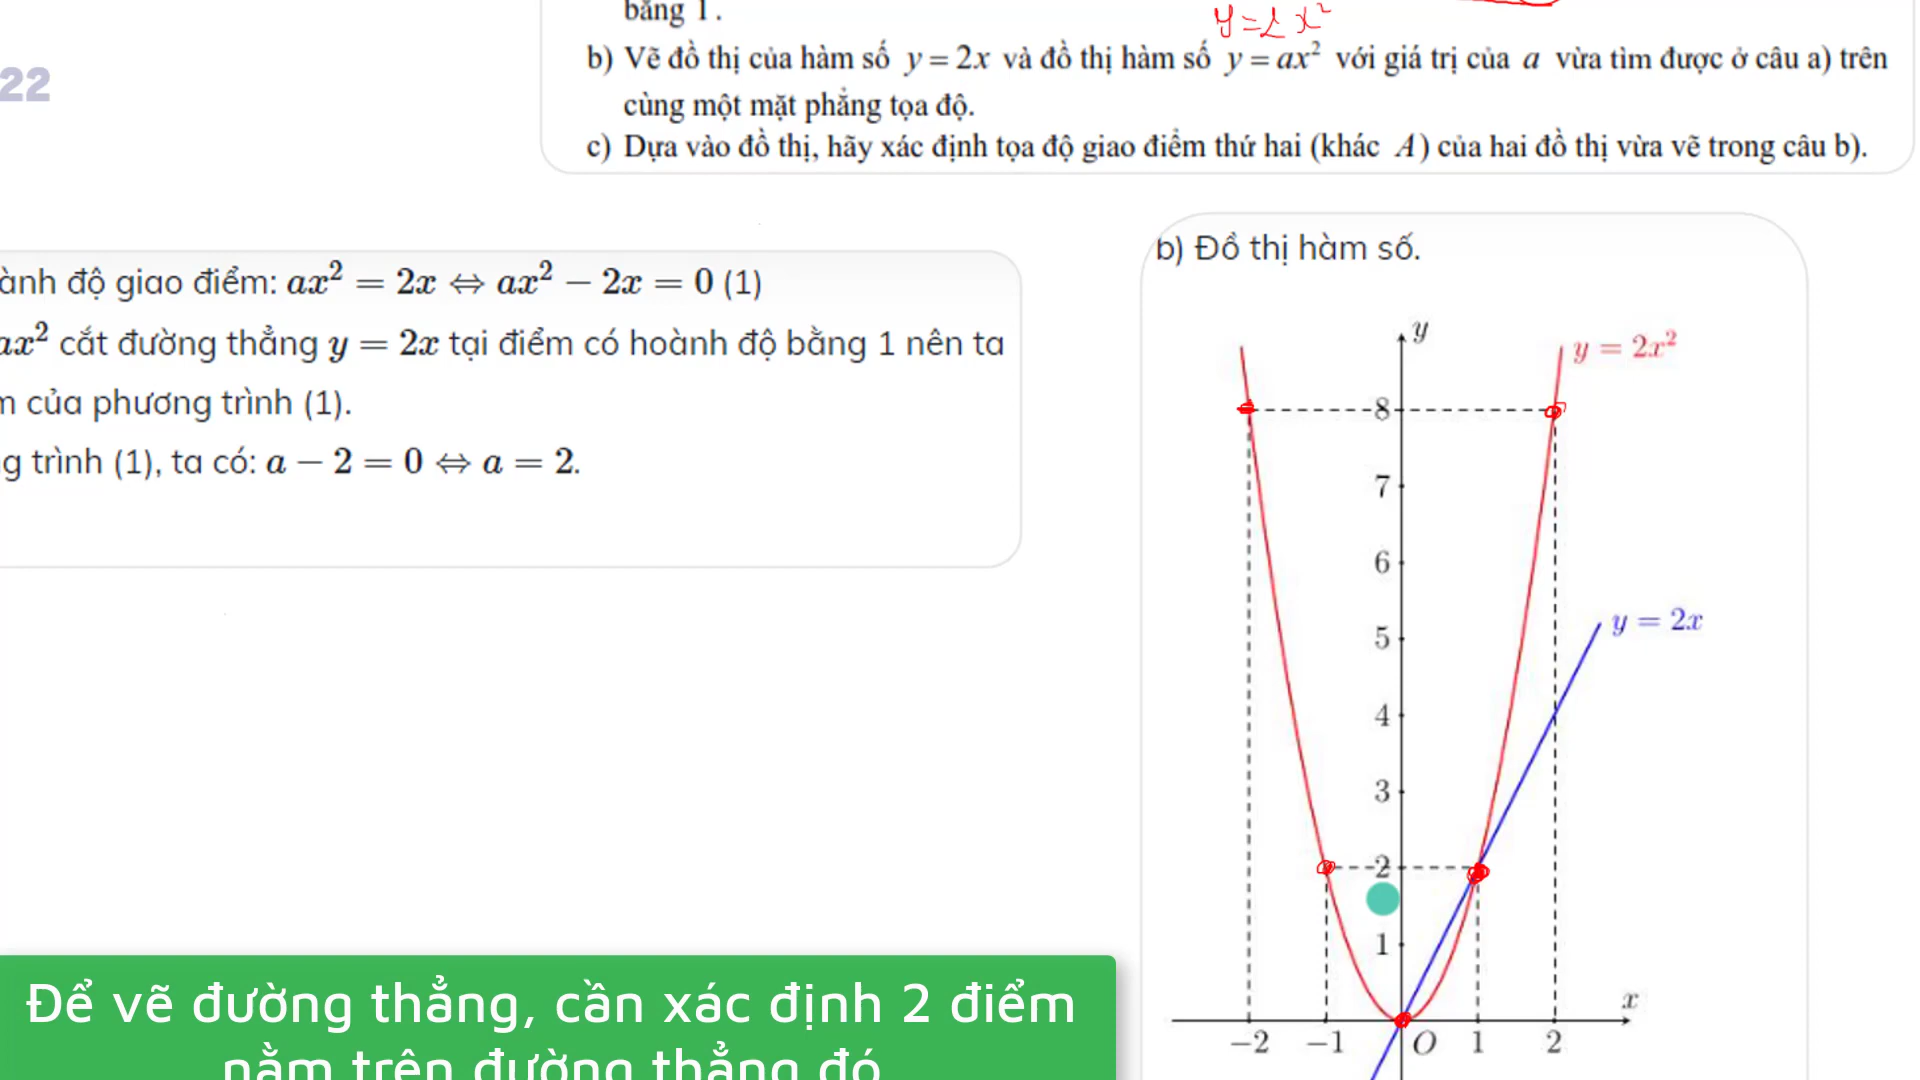 bằng 1.
y=2x²
b) Vẽ đồ thị của hàm số y = 2x và đồ thị hàm số y = ax² với giá trị của a vừa tìm được ở câu a) trên
cùng một mặt phẳng tọa độ.
c) Dựa vào đồ thị, hãy xác định tọa độ giao điểm thứ hai (khác A) của hai đồ thị vừa vẽ trong câu b).
22
ành độ giao điểm: ax² = 2x ⇔ ax² − 2x = 0 (1)
ax² cắt đường thẳng y = 2x tại điểm có hoành độ bằng 1 nên ta
m của phương trình (1).
g trình (1), ta có: a − 2 = 0 ⇔ a = 2.
b) Đồ thị hàm số.
y
y = 2x²
8
7
6
y = 2x
5
4
3
2
1
x
−2 −1 O 1 2
Để vẽ đường thẳng, cần xác định 2 điểm
nằm trên đường thẳng đó